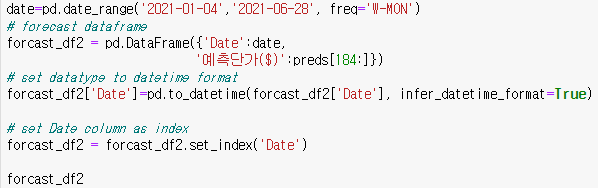 date=pd.date_range('2021-01-04','2021-06-28', freq='W-MON')
# forecast dataframe
forcast_df2 = pd.DataFrame({'Date':date,
'예측단가($)':preds[184:]})
# set datatype to datetime format
forcast_df2['Date']=pd.to_datetime(forcast_df2['Date'], infer_datetime_format=True)
# set Date column as index
forcast_df2 = forcast_df2.set_index('Date')
forcast_df2